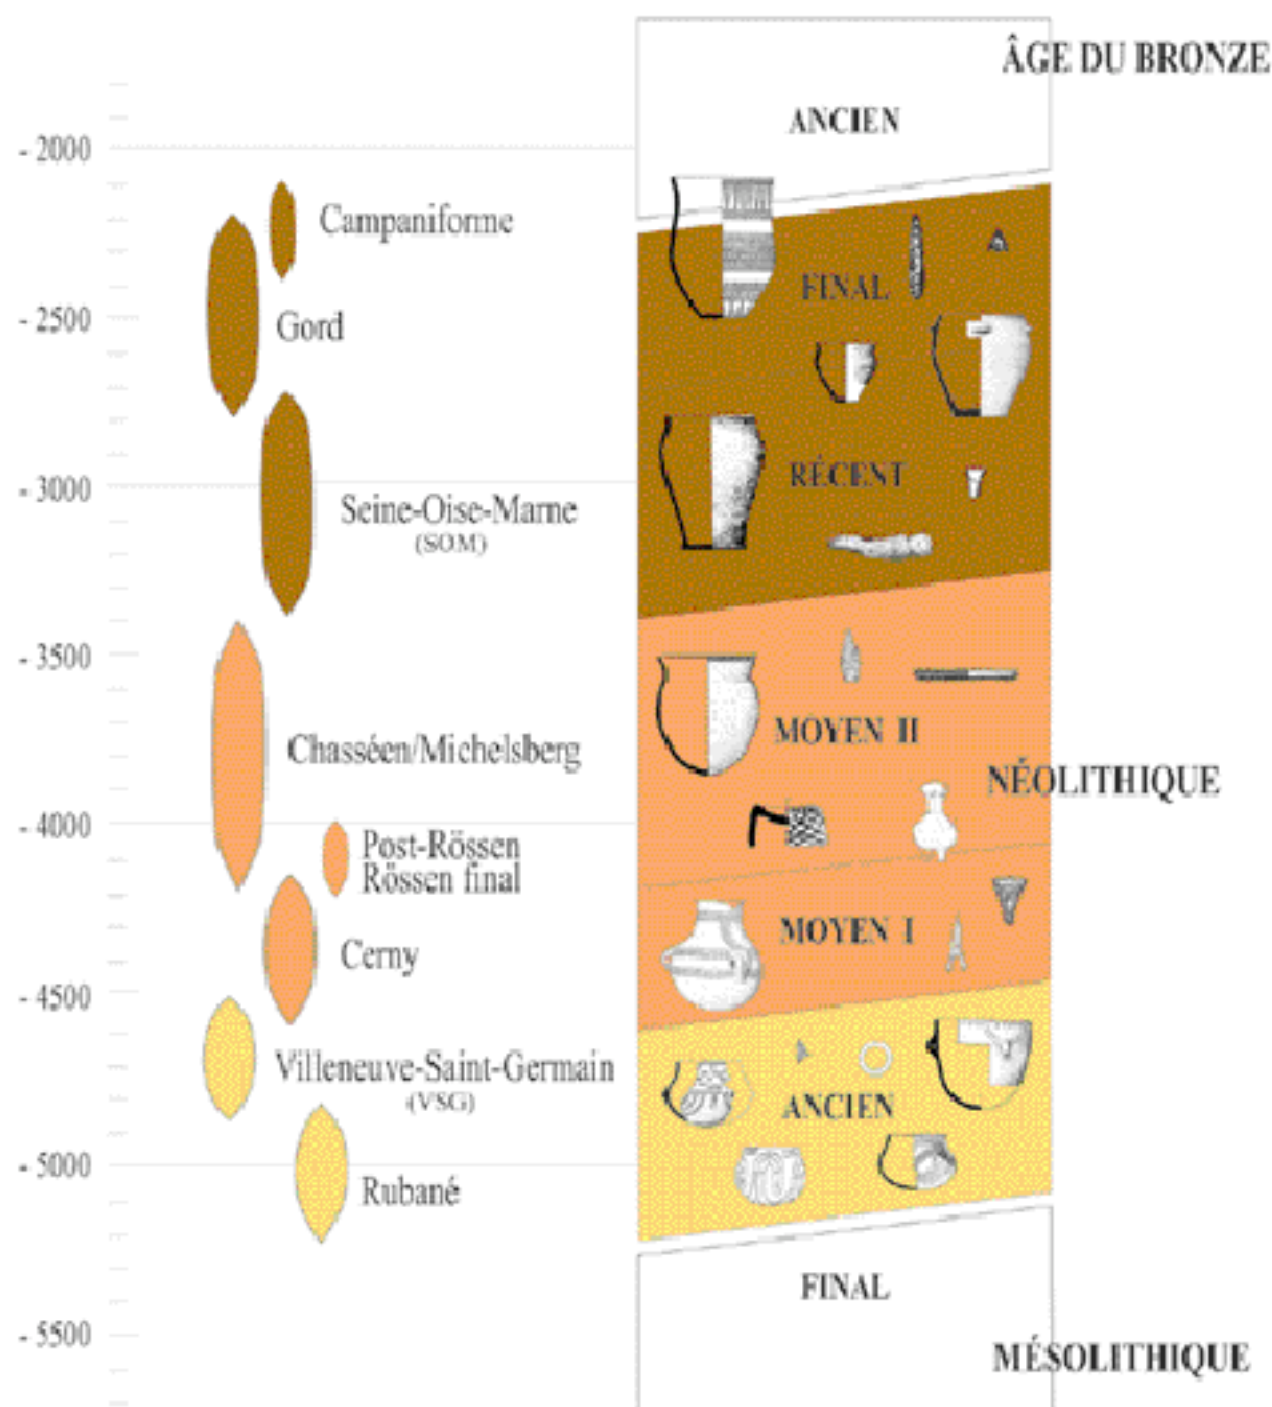 ÂGE DU BRONZE
ANCIEN
- 2000
Campaniforme
FINAL
- 2500
Gord
RÉCENT
- 3000
Seine-Oise-Marne
(SOM)
- 3500
MOYEN II
Chasséen/Michelsberg
NÉOLITHIQUE
- 4000
Post-Rössen
Rössen final
MOYEN I
Cerny
- 4500
Villeneuve-Saint-Germain
(VSG)
ANCIEN
- 5000
Rubané
FINAL
- 5500
MÉSOLITHIQUE